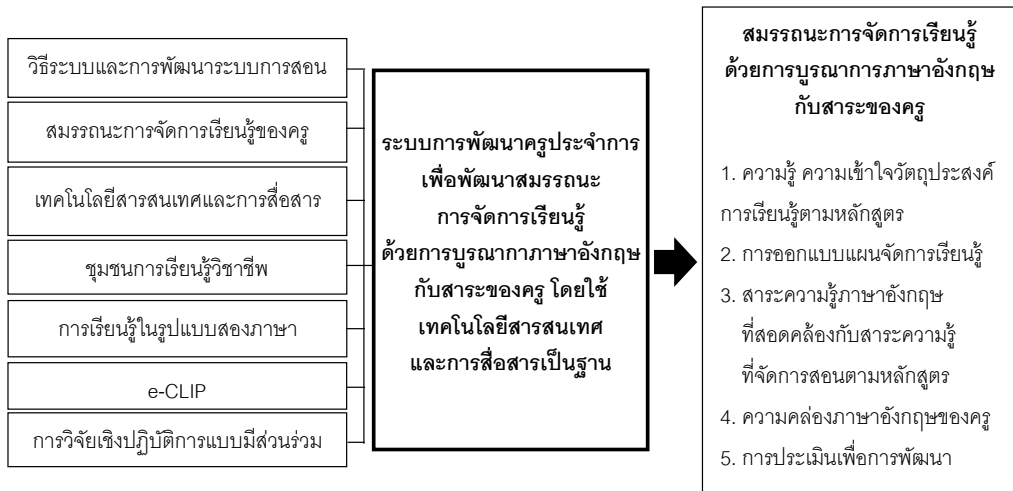 วิธีระบบและการพัฒนาระบบการสอน
สมรรถนะการจัดการเรียนรู้ของครู
เทคโนโลยีสารสนเทศและการสื่อสาร
ชุมชนการเรียนรู้วิชาชีพ
การเรียนรู้ในรูปแบบสองภาษา
e-CLIP
การวิจัยเชิงปฏิบัติการแบบมีส่วนร่วม
ระบบการพัฒนาครูประจำการ
เพื่อพัฒนาสมรรถนะ
การจัดการเรียนรู้
ด้วยการบูรณากาภาษาอังกฤษ
กับสาระของครู โดยใช้
เทคโนโลยีสารสนเทศ
และการสื่อสารเป็นฐาน
สมรรถนะการจัดการเรียนรู้
ด้วยการบูรณาการภาษาอังกฤษ
กับสาระของครู
1. ความรู้ ความเข้าใจวัตถุประสงค์
การเรียนรู้ตามหลักสูตร
2. การออกแบบแผนจัดการเรียนรู้
3. สาระความรู้ภาษาอังกฤษ
ที่สอดคล้องกับสาระความรู้
ที่จัดการสอนตามหลักสูตร
4. ความคล่องภาษาอังกฤษของครู
5. การประเมินเพื่อการพัฒนา